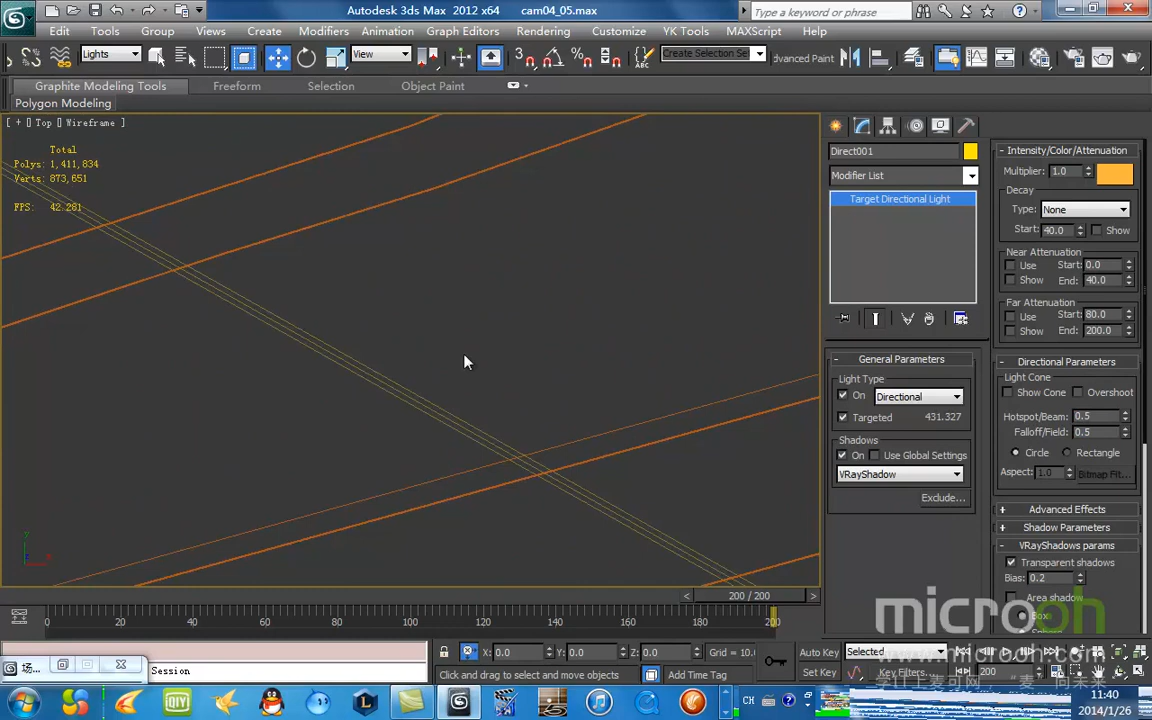 Autodesk 3ds Max 2012 x64 cam04_05.max
Type a keyword or phrase
Edit Tools Group Views Create Modifiers Animation Graph Editors Rendering Customize YK Tools MAXScript Help
Lights View Create Selection Se dvanced Paint
Graphite Modeling Tools Freeform Selection Object Paint
Polygon Modeling
[ + [] Top [] Wireframe ]
Total
Polys: 1,411,834
Verts: 873,651
FPS: 42.281
Direct001
Modifier List
Target Directional Light
- General Parameters
Light Type
On Directional
Targeted 431.327
Shadows
On Use Global Settings
VRayShadow
Exclude...
- Intensity/Color/Attenuation
Multiplier: 1.0
Decay
Type: None
Start: 40.0 Show
Near Attenuation
Use Start: 0.0
Show End: 40.0
Far Attenuation
Use Start: 80.0
Show End: 200.0
- Directional Parameters
Light Cone
Show Cone Overshoot
Hotspot/Beam: 0.5
Falloff/Field: 0.5
Circle Rectangle
Aspect: 1.0 Bitmap Fit...
+ Advanced Effects
+ Shadow Parameters
- VRayShadows params
Transparent shadows
Bias: 0.2
Area shadow
Box
microoh
< 200 / 200 >
0 20 40 60 80 100 120 140 160 180 200
X: 0.0 Y: 0.0 Z: 0.0 Grid = 10.
Auto Key Selected
Session
Click and drag to select and move objects Add Time Tag
Set Key Key Filters... 200
场...
CH
11:40
2014/1/26